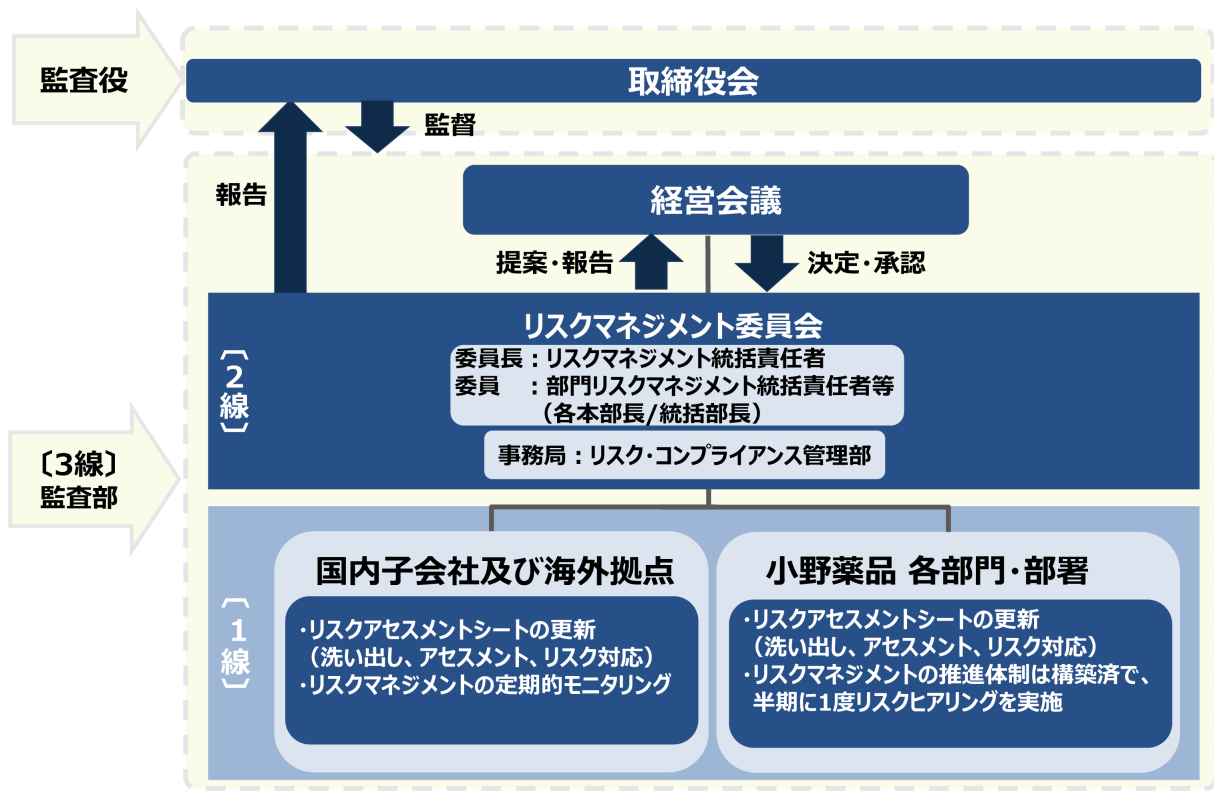 監査役
取締役会
監督
報告
経営会議
提案・報告
決定・承認
〔2線〕
リスクマネジメント委員会
委員長：リスクマネジメント統括責任者
委員　：部門リスクマネジメント統括責任者等
（各本部長/統括部長）
事務局：リスク・コンプライアンス管理部
〔3線〕
監査部
〔1線〕
国内子会社及び海外拠点
・リスクアセスメントシートの更新
（洗い出し、アセスメント、リスク対応）
・リスクマネジメントの定期的モニタリング
小野薬品 各部門・部署
・リスクアセスメントシートの更新
（洗い出し、アセスメント、リスク対応）
・リスクマネジメントの推進体制は構築済で、
半期に1度リスクヒアリングを実施